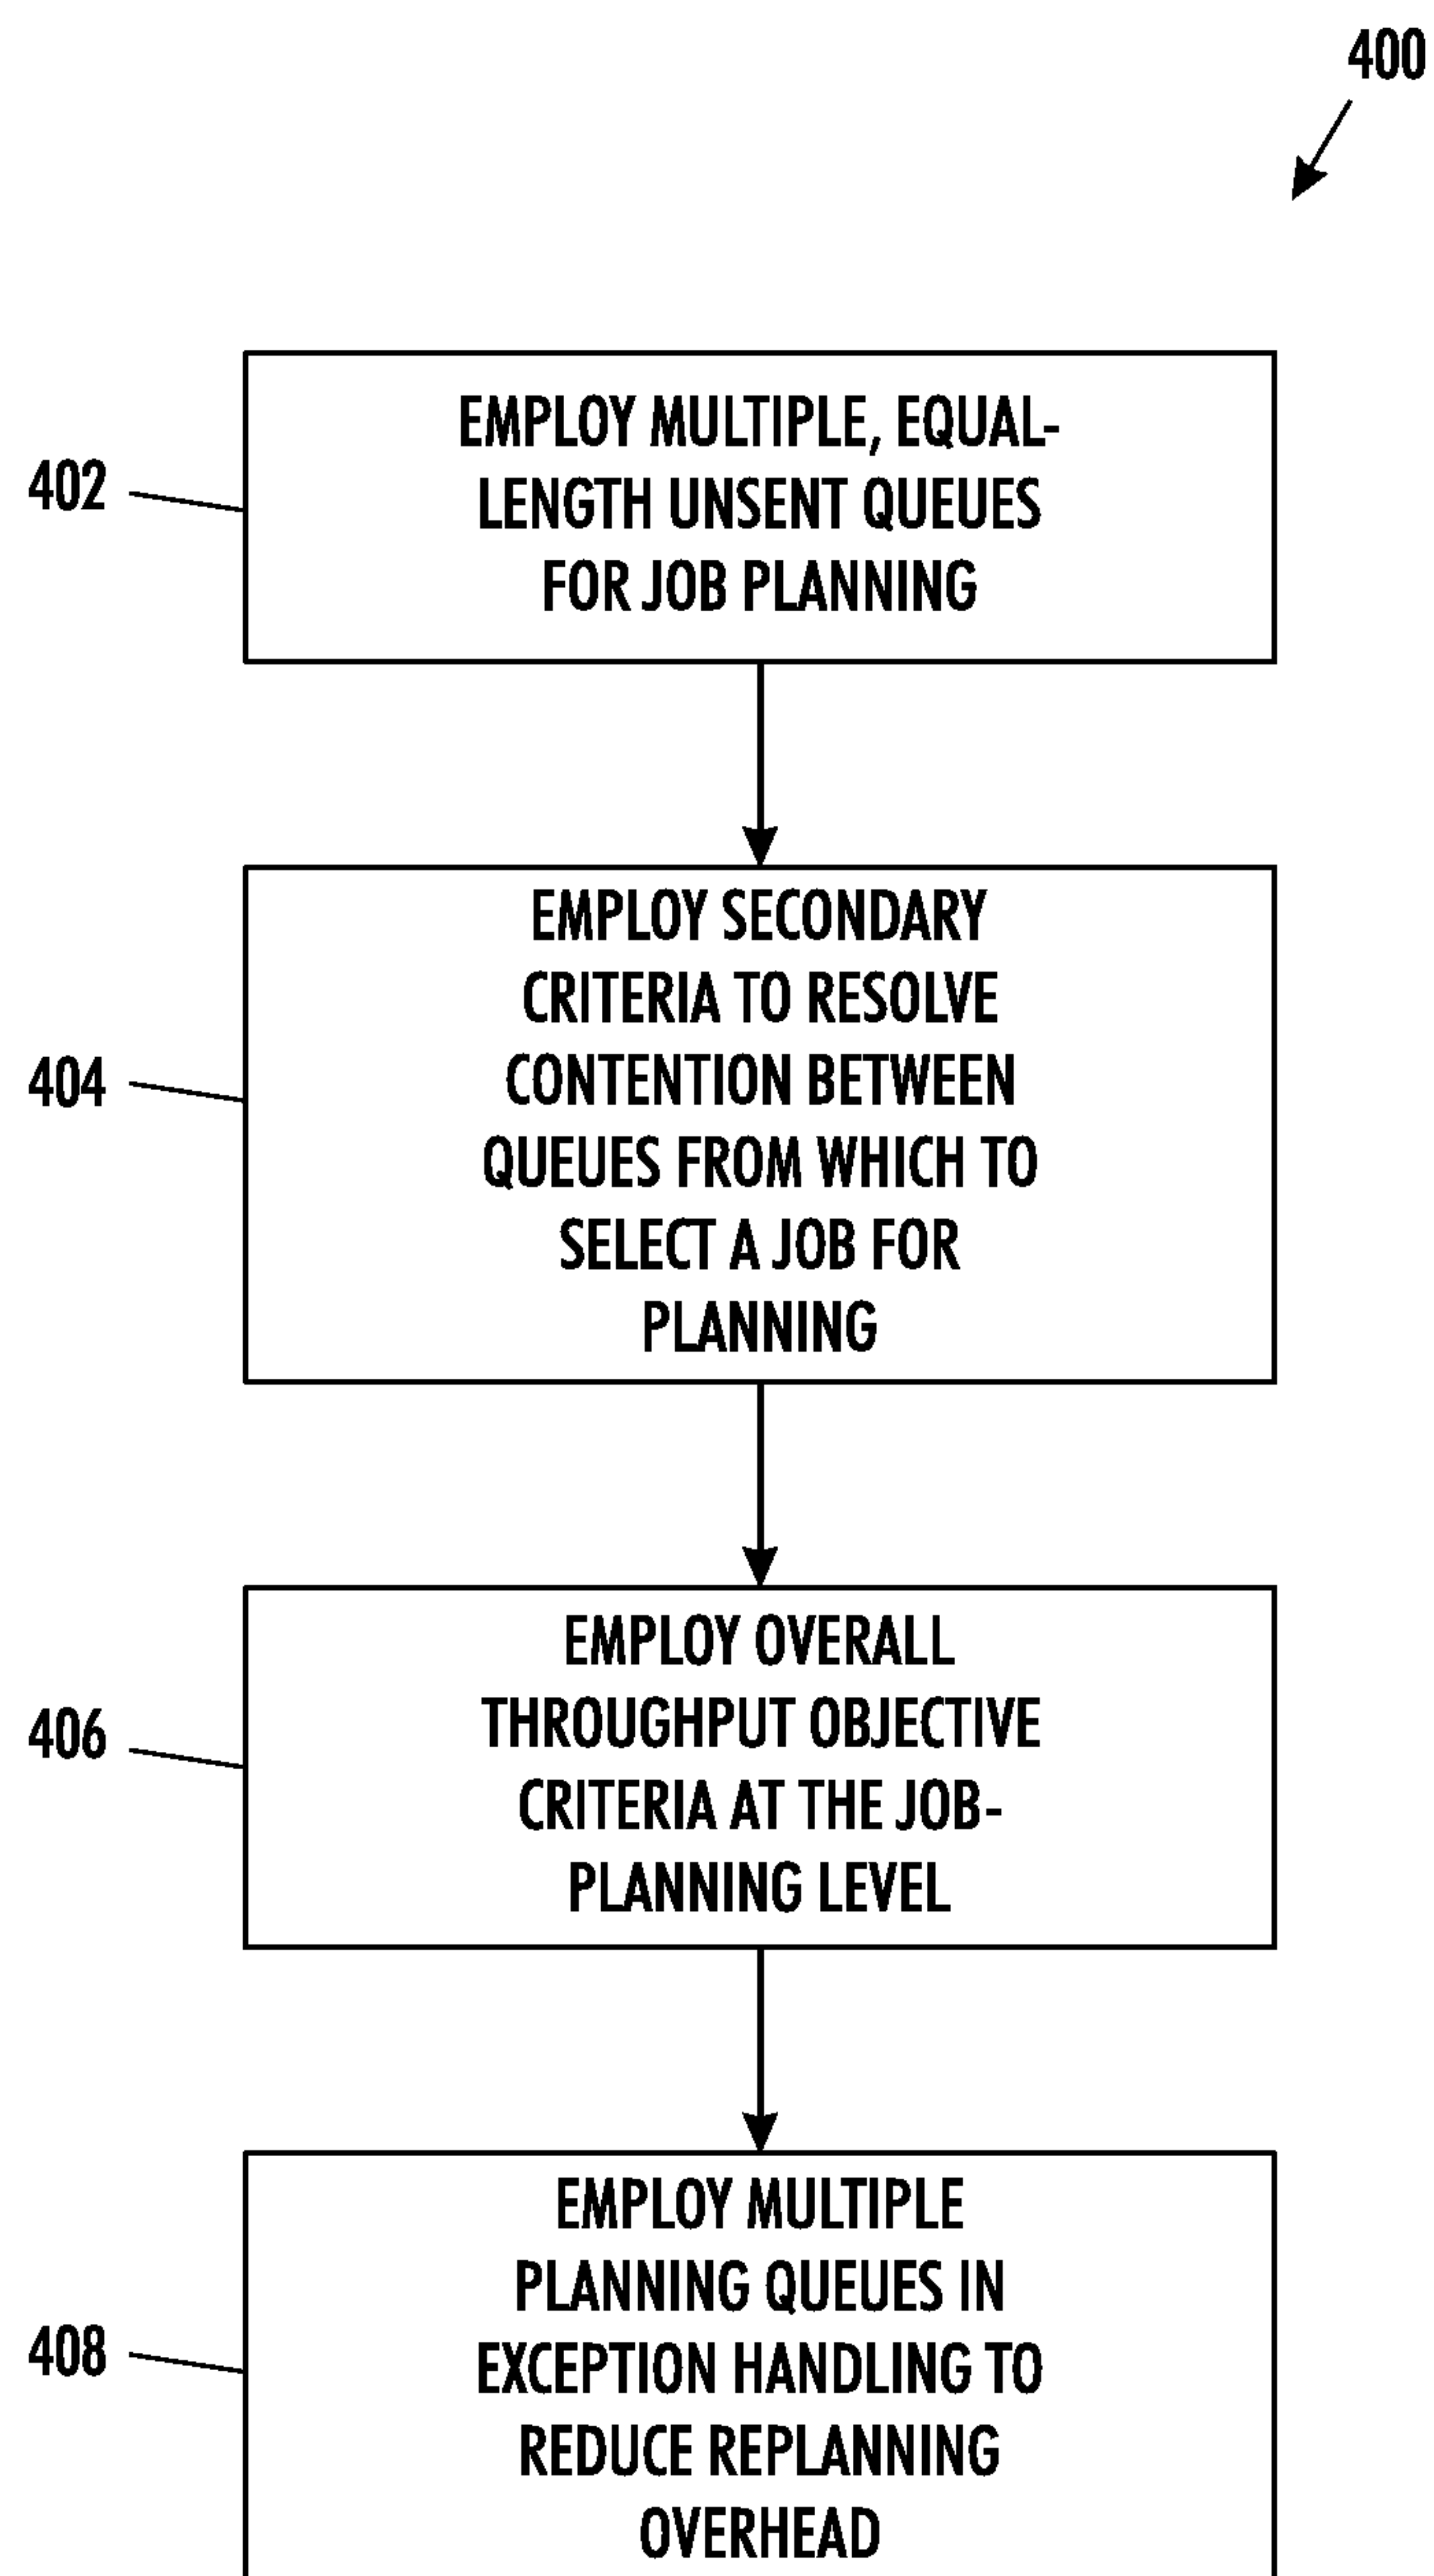 400
402
EMPLOY MULTIPLE, EQUAL-
LENGTH UNSENT QUEUES
FOR JOB PLANNING
404
EMPLOY SECONDARY
CRITERIA TO RESOLVE
CONTENTION BETWEEN
QUEUES FROM WHICH TO
SELECT A JOB FOR
PLANNING
406
EMPLOY OVERALL
THROUGHPUT OBJECTIVE
CRITERIA AT THE JOB-
PLANNING LEVEL
408
EMPLOY MULTIPLE
PLANNING QUEUES IN
EXCEPTION HANDLING TO
REDUCE REPLANNING
OVERHEAD